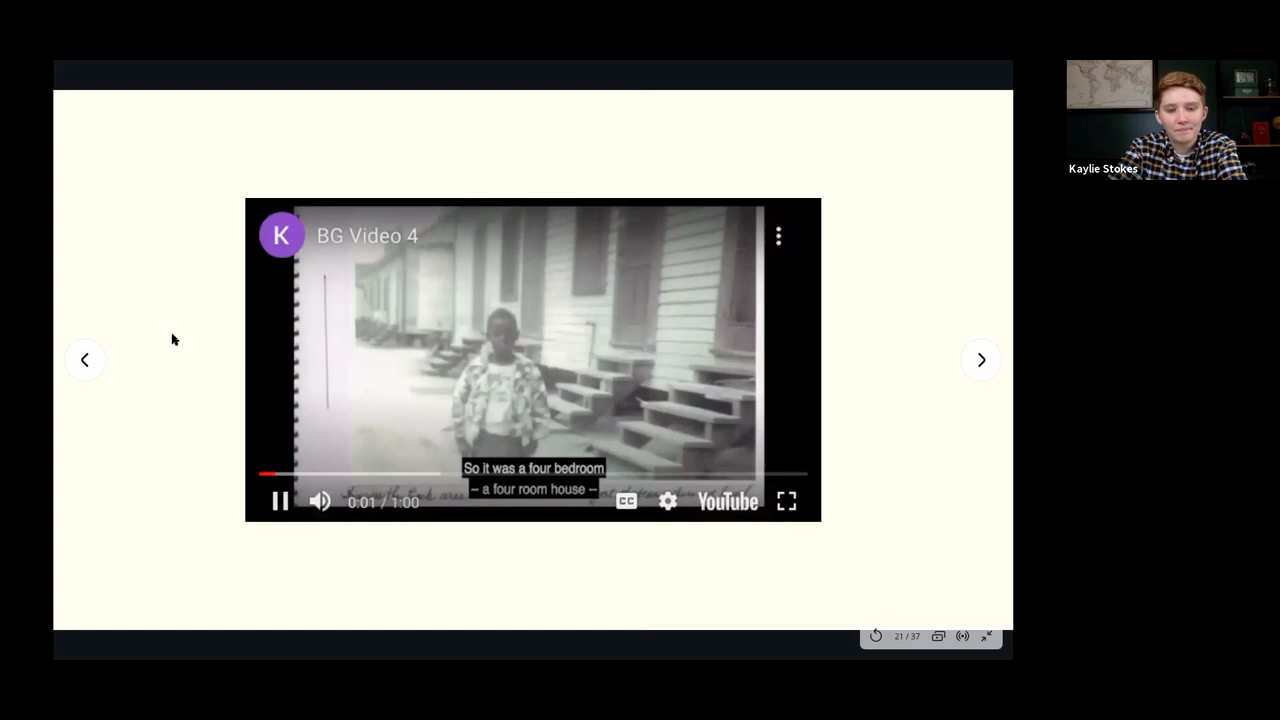 K
BG Video 4
So it was a four bedroom
– a four room house –
0:01 / 1:00
CC
YouTube
Kaylie Stokes
21 / 37